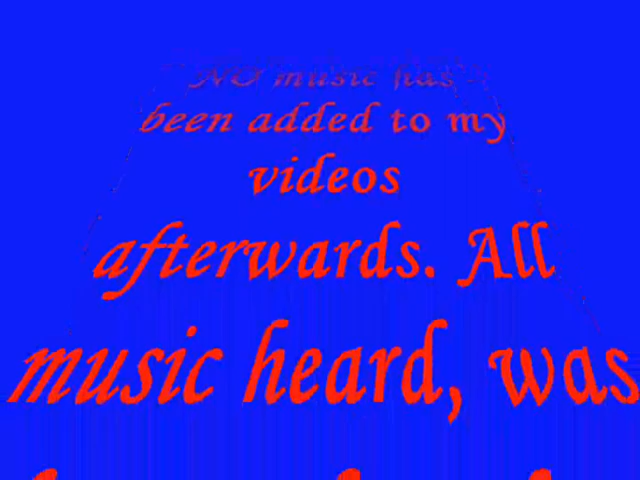 NO music has
been added to my
videos
afterwards. All
music heard, was